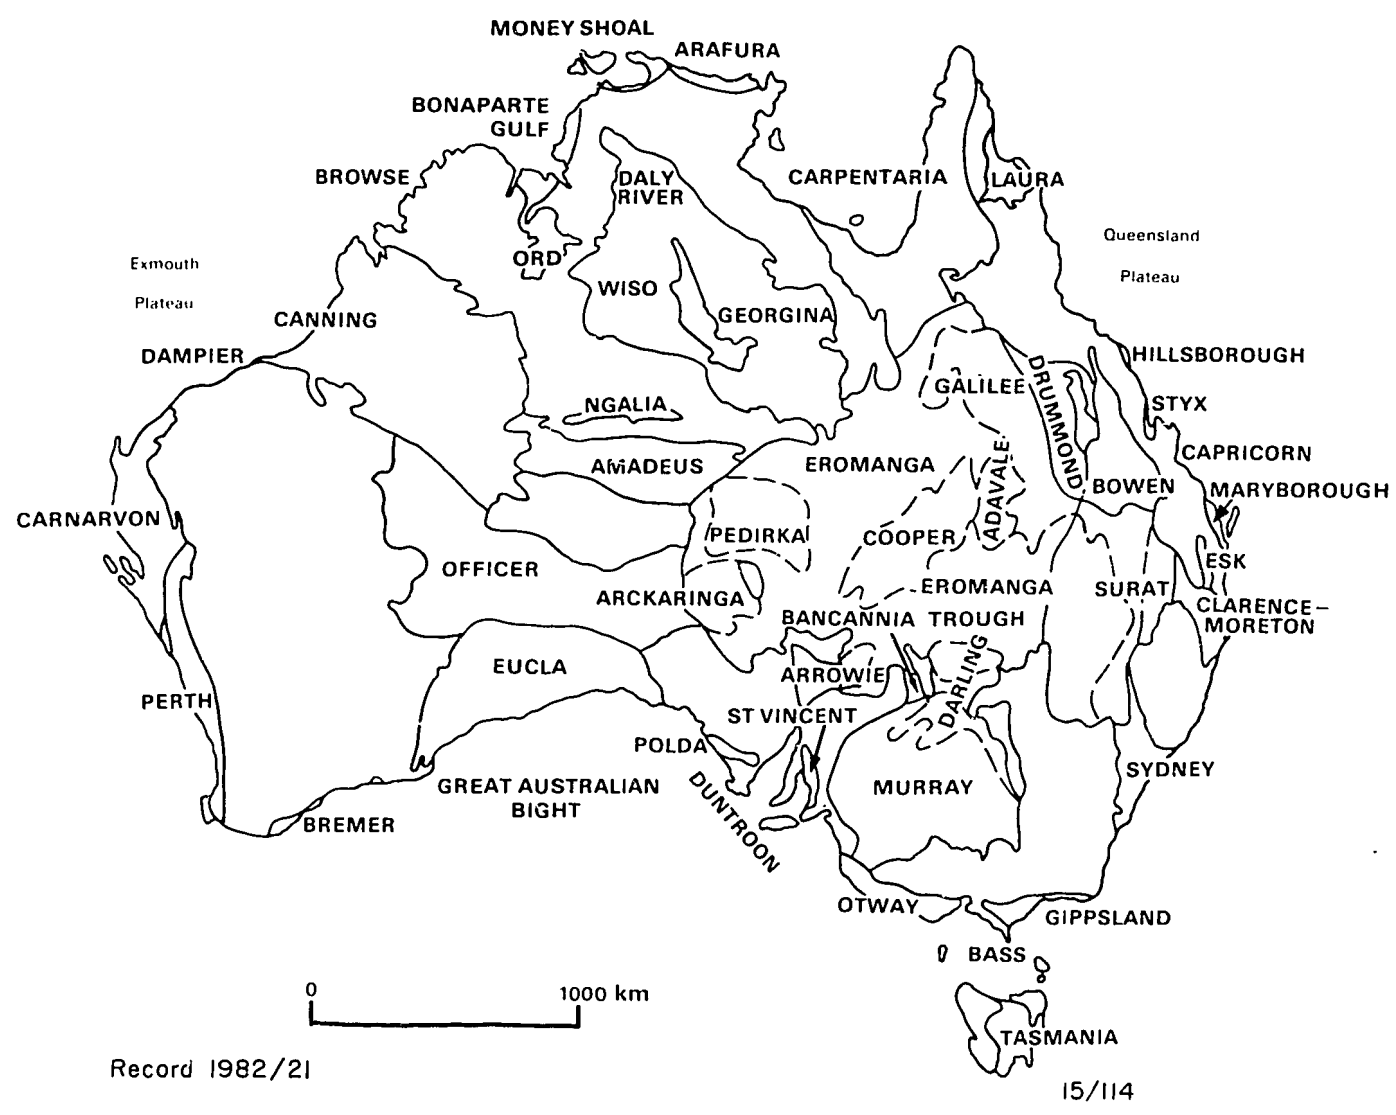 MONEY SHOAL
ARAFURA
BONAPARTE
GULF
BROWSE
DALY
RIVER
CARPENTARIA
LAURA
Queensland
Plateau
Exmouth
Plateau
ORD
WISO
GEORGINA
CANNING
DAMPIER
HILLSBOROUGH
GALILEE
DRUMMOND
STYX
NGALIA
CAPRICORN
AMADEUS
EROMANGA
ADAVALE
BOWEN
MARYBOROUGH
CARNARVON
PEDIRKA
COOPER
ESK
OFFICER
ARCKARINGA
EROMANGA
SURAT
CLARENCE-
MORETON
BANCANNIA TROUGH
EUCLA
ARROWIE
DARLING
PERTH
ST VINCENT
POLDA
SYDNEY
GREAT AUSTRALIAN
BIGHT
DUNTROON
MURRAY
BREMER
OTWAY
GIPPSLAND
BASS
TASMANIA
0
1000 km
Record 1982/21
15/114